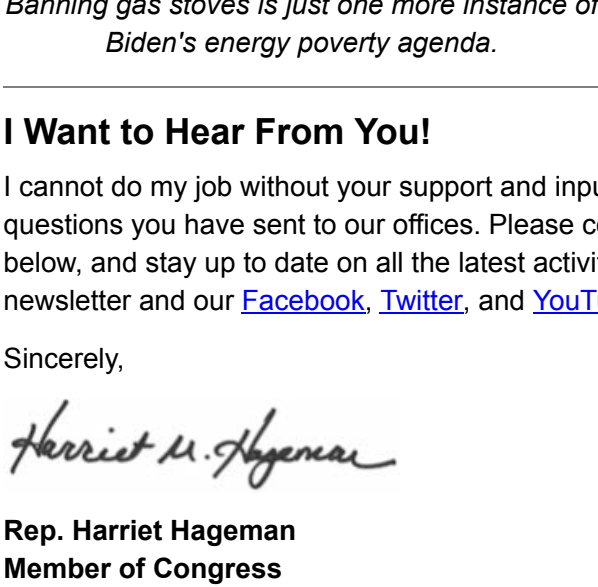 Banning gas stoves is just one more instance of
Biden's energy poverty agenda.
I Want to Hear From You!
I cannot do my job without your support and inpu
questions you have sent to our offices. Please c
below, and stay up to date on all the latest activi
newsletter and our Facebook, Twitter, and YouT
Sincerely,
Harriet M. Hageman
Rep. Harriet Hageman
Member of Congress